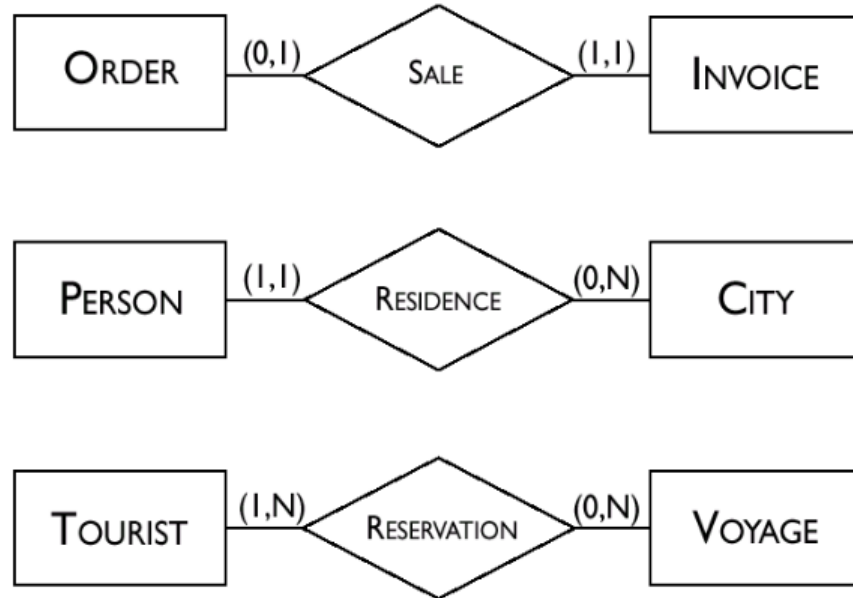 ORDER (0,1) SALE (1,1) INVOICE
PERSON (1,1) RESIDENCE (0,N) CITY
TOURIST (1,N) RESERVATION (0,N) VOYAGE